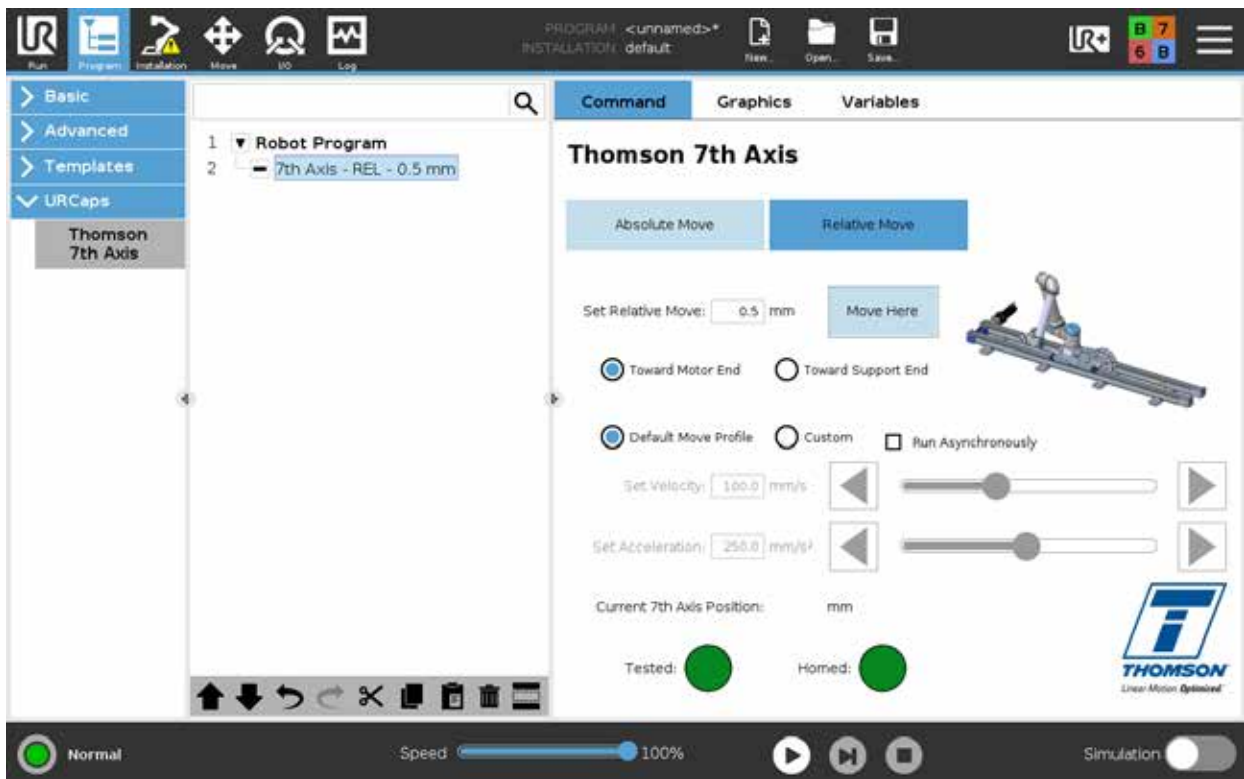 PROGRAM <unnamed>*
INSTALLATION default
Run
Program
Installation
Move
I/O
Log
New...
Open...
Save...
UR+
B 7
6 B
Basic
Advanced
Templates
URCaps
Thomson
7th Axis
1 Robot Program
2 7th Axis - REL - 0.5 mm
Command Graphics Variables
Thomson 7th Axis
Absolute Move Relative Move
Set Relative Move: 0.5 mm Move Here
Toward Motor End Toward Support End
Default Move Profile Custom Run Asynchronously
Set Velocity: 100.0 mm/s
Set Acceleration: 250.0 mm/s²
Current 7th Axis Position: mm
Tested: Homed:
THOMSON
Linear Motion. Optimized.
Normal Speed 100% Simulation